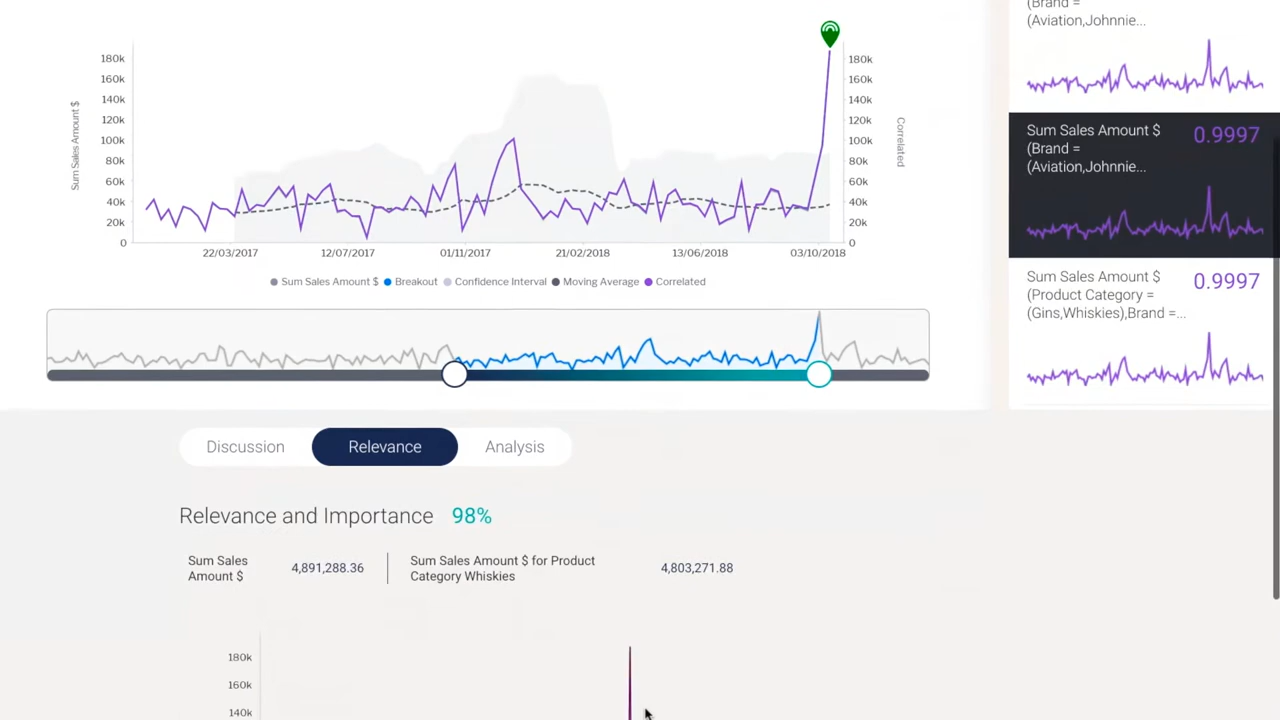 (Brand =
(Aviation,Johnnie...
180k
160k
140k
120k
100k
80k
60k
40k
20k
0
Sum Sales Amount $
180k
160k
140k
120k
100k
80k
60k
40k
20k
0
Correlated
22/03/2017 12/07/2017 01/11/2017 21/02/2018 13/06/2018 03/10/2018
Sum Sales Amount $ Breakout Confidence Interval Moving Average Correlated
Sum Sales Amount $ 0.9997
(Brand =
(Aviation,Johnnie...
Sum Sales Amount $ 0.9997
(Product Category =
(Gins,Whiskies),Brand =...
Discussion Relevance Analysis
Relevance and Importance 98%
Sum Sales
Amount $
4,891,288.36
Sum Sales Amount $ for Product
Category Whiskies
4,803,271.88
180k
160k
140k